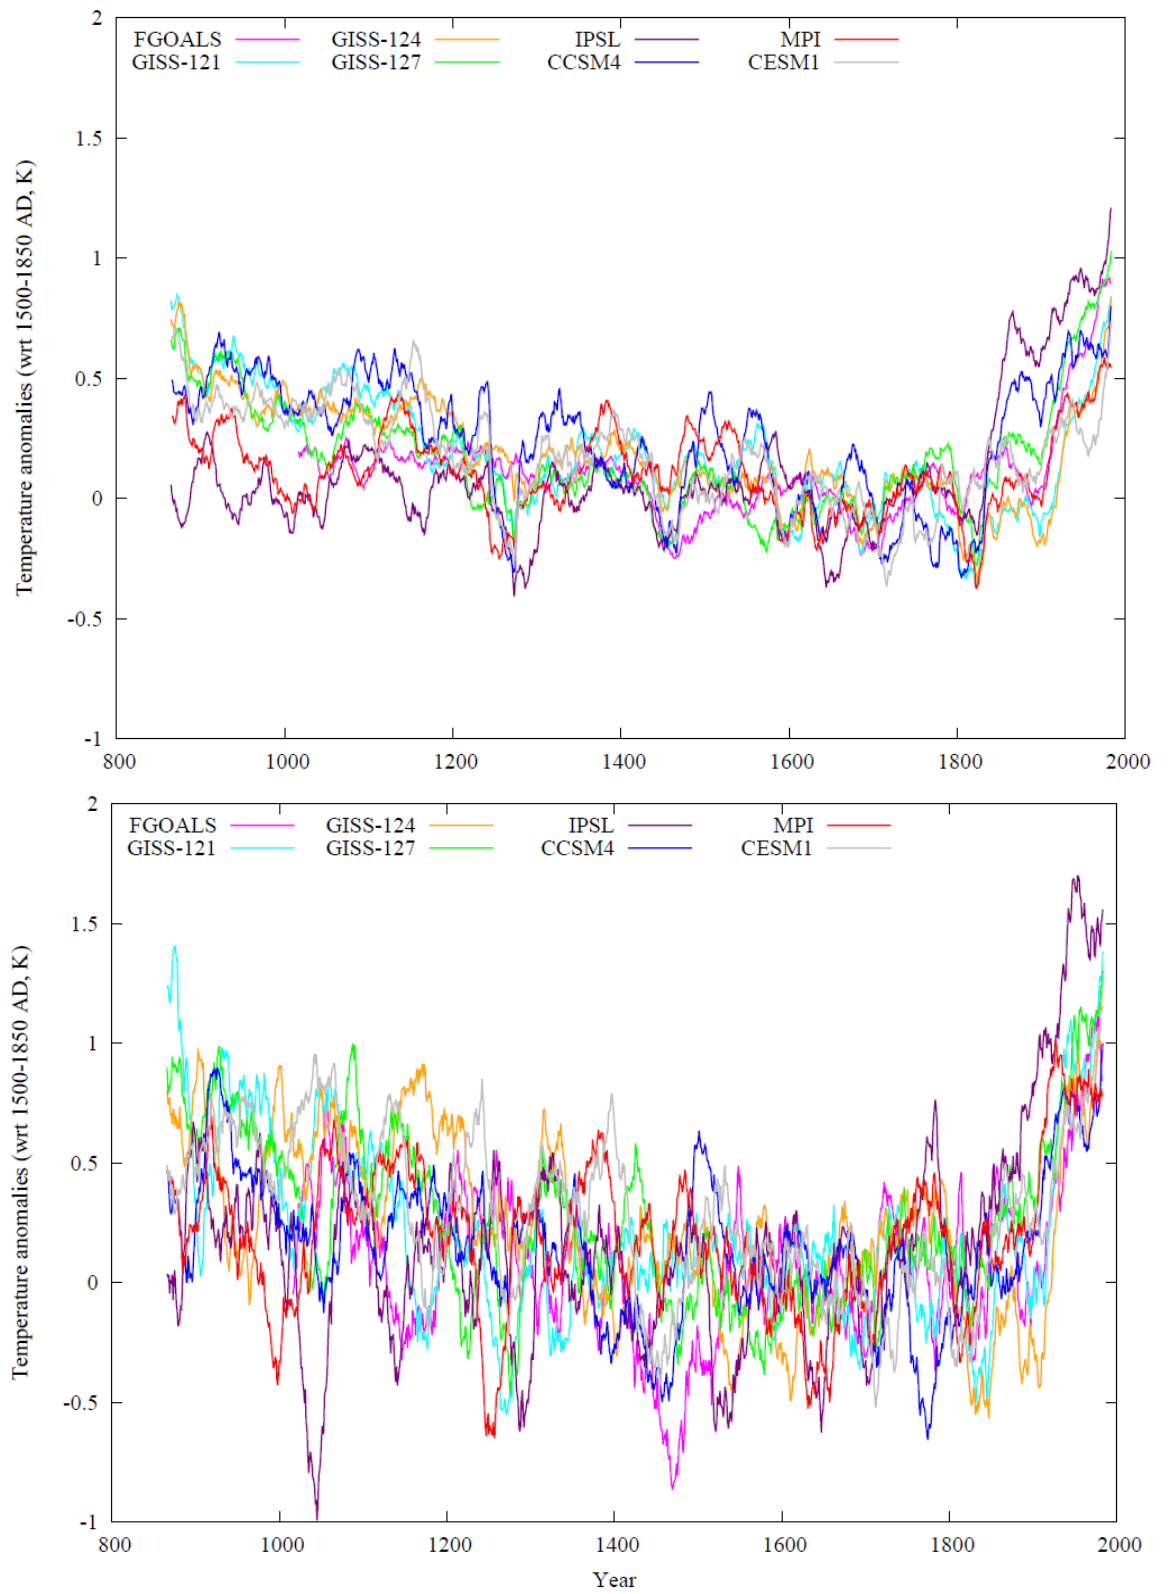 2
FGOALS GISS-124 IPSL MPI
GISS-121 GISS-127 CCSM4 CESM1
1.5
1
0.5
0
-0.5
-1
Temperature anomalies (wrt 1500-1850 AD, K)
800 1000 1200 1400 1600 1800 2000
2
FGOALS GISS-124 IPSL MPI
GISS-121 GISS-127 CCSM4 CESM1
1.5
1
0.5
0
-0.5
-1
Temperature anomalies (wrt 1500-1850 AD, K)
800 1000 1200 1400 1600 1800 2000
Year